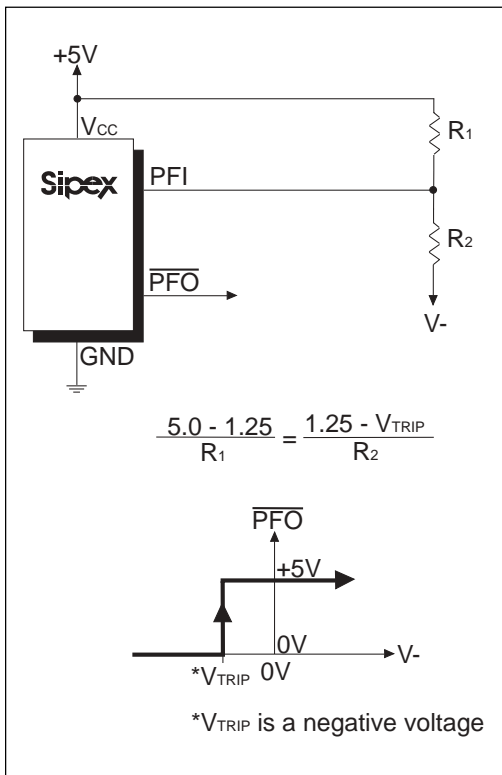 +5V
VCC
R1
Sipex
PFI
R2
PFO
V-
GND
5.0 - 1.25 / R1 = 1.25 - VTRIP / R2
PFO
+5V
0V
V-
*VTRIP 0V
*VTRIP is a negative voltage